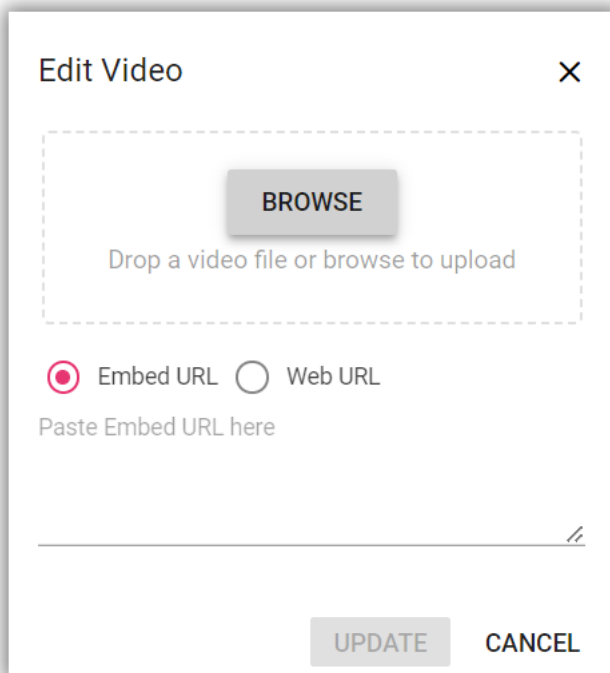 Edit Video
BROWSE
Drop a video file or browse to upload
Embed URL Web URL
Paste Embed URL here
UPDATE CANCEL